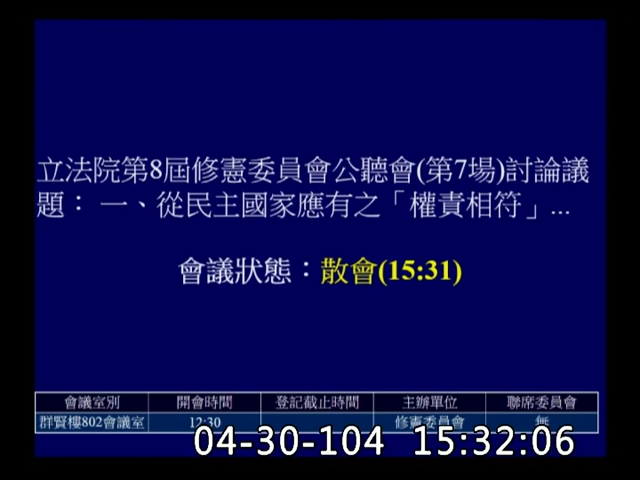 立法院第8屆修憲委員會公聽會(第7場)討論議
題： 一、從民主國家應有之「權責相符」...
會議狀態：散會(15:31)
會議室別 開會時間 登記截止時間 主辦單位 聯席委員會
群賢樓802會議室 12:30 修憲委員會 無
04-30-104 15:32:06